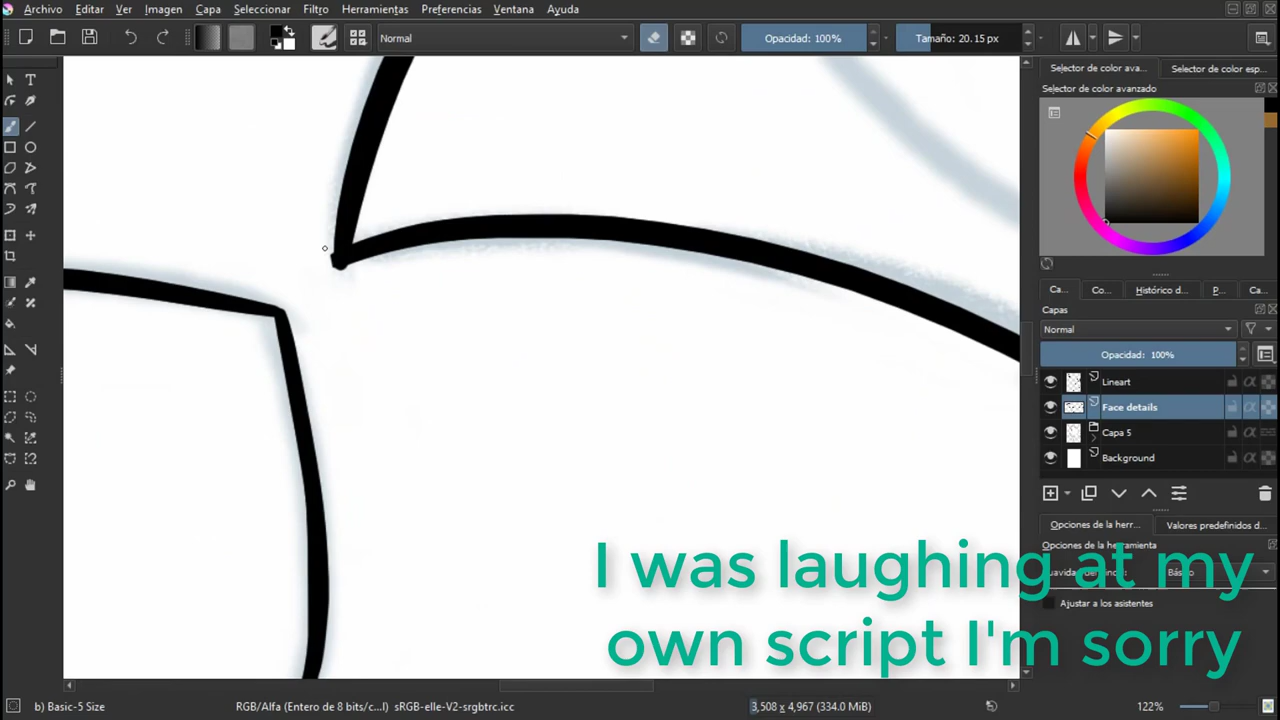 Archivo Editar Ver Imagen Capa Seleccionar Filtro Herramientas Preferencias Ventana Ayuda
Normal Opacidad: 100% Tamaño: 20.15 px
Selector de color ava... Selector de color esp...
Selector de color avanzado
Ca... Co... Histórico d... P... Ca...
Capas
Normal
Opacidad: 100%
Lineart
Face details
Capa 5
Background
Opciones de la herr... Valores predefinidos d...
Opciones de la herramienta
Básico
Ajustar a los asistentes
I was laughing at my
own script I'm sorry
b) Basic-5 Size RGB/Alfa (Entero de 8 bits/c...l) sRGB-elle-V2-srgbtrc.icc 3,508 x 4,967 (334.0 MiB) 122%